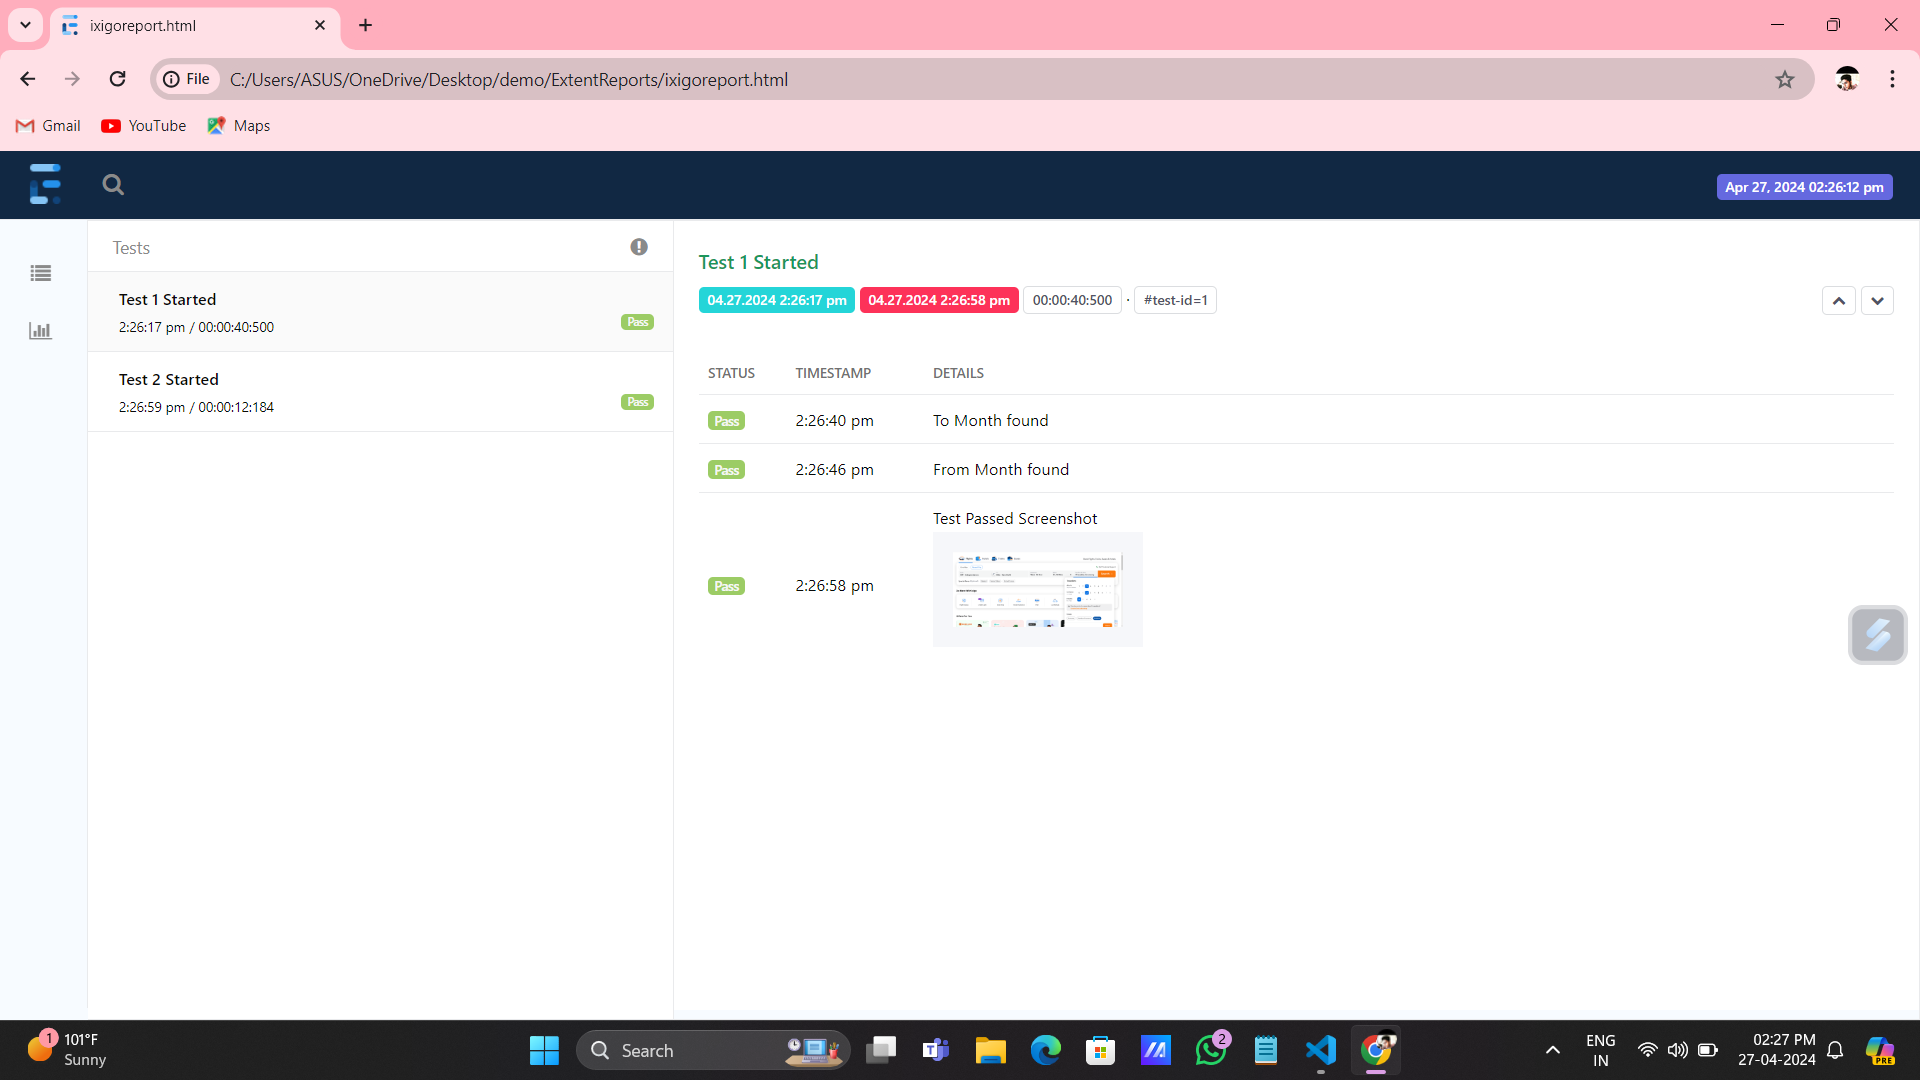 ixigoreport.html
File
C:/Users/ASUS/OneDrive/Desktop/demo/ExtentReports/ixigoreport.html
Gmail
YouTube
Maps
Apr 27, 2024 02:26:12 pm
Tests
Test 1 Started
2:26:17 pm / 00:00:40:500
Pass
Test 2 Started
2:26:59 pm / 00:00:12:184
Pass
Test 1 Started
04.27.2024 2:26:17 pm 04.27.2024 2:26:58 pm 00:00:40:500 · #test-id=1
STATUS TIMESTAMP DETAILS
Pass 2:26:40 pm To Month found
Pass 2:26:46 pm From Month found
Test Passed Screenshot
Pass 2:26:58 pm
1
101°F
Sunny
Search
2
ENG
IN
02:27 PM
27-04-2024
PRE